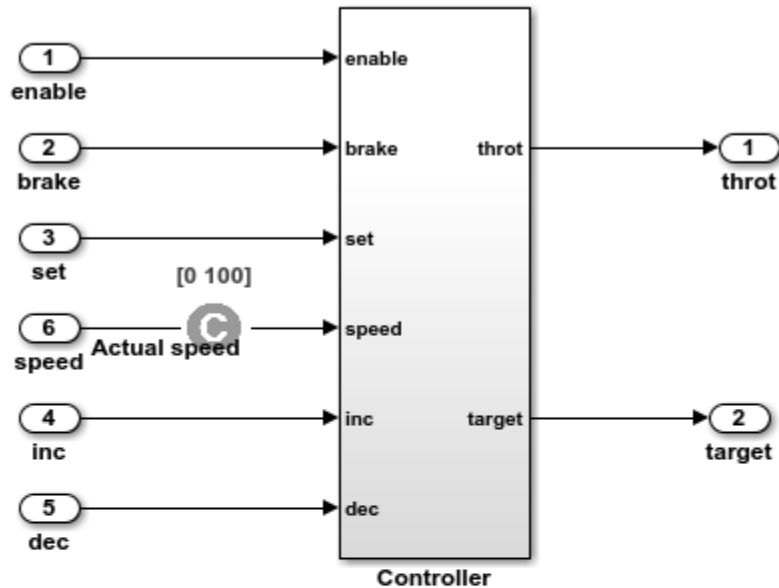 1
enable
enable
2
brake
brake
throt
1
throt
3
set
set
[0 100]
6
speed
Actual speed
C
speed
4
inc
inc
target
2
target
5
dec
dec
Controller